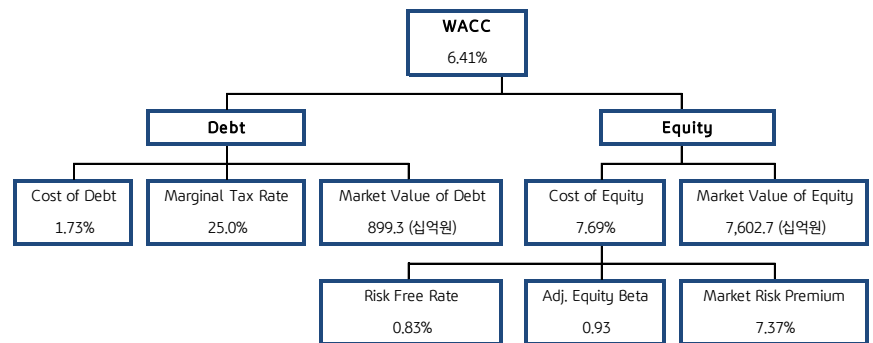 WACC
6.41%
Debt
Equity
Cost of Debt
1.73%
Marginal Tax Rate
25.0%
Market Value of Debt
899.3 (십억원)
Cost of Equity
7.69%
Market Value of Equity
7,602.7 (십억원)
Risk Free Rate
0.83%
Adj. Equity Beta
0.93
Market Risk Premium
7.37%